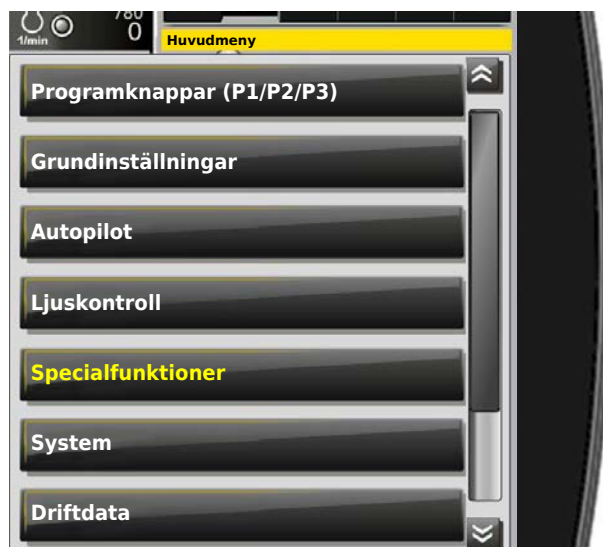 780
1/min
0
Huvudmeny
Programknappar (P1/P2/P3)
Grundinställningar
Autopilot
Ljuskontroll
Specialfunktioner
System
Driftdata